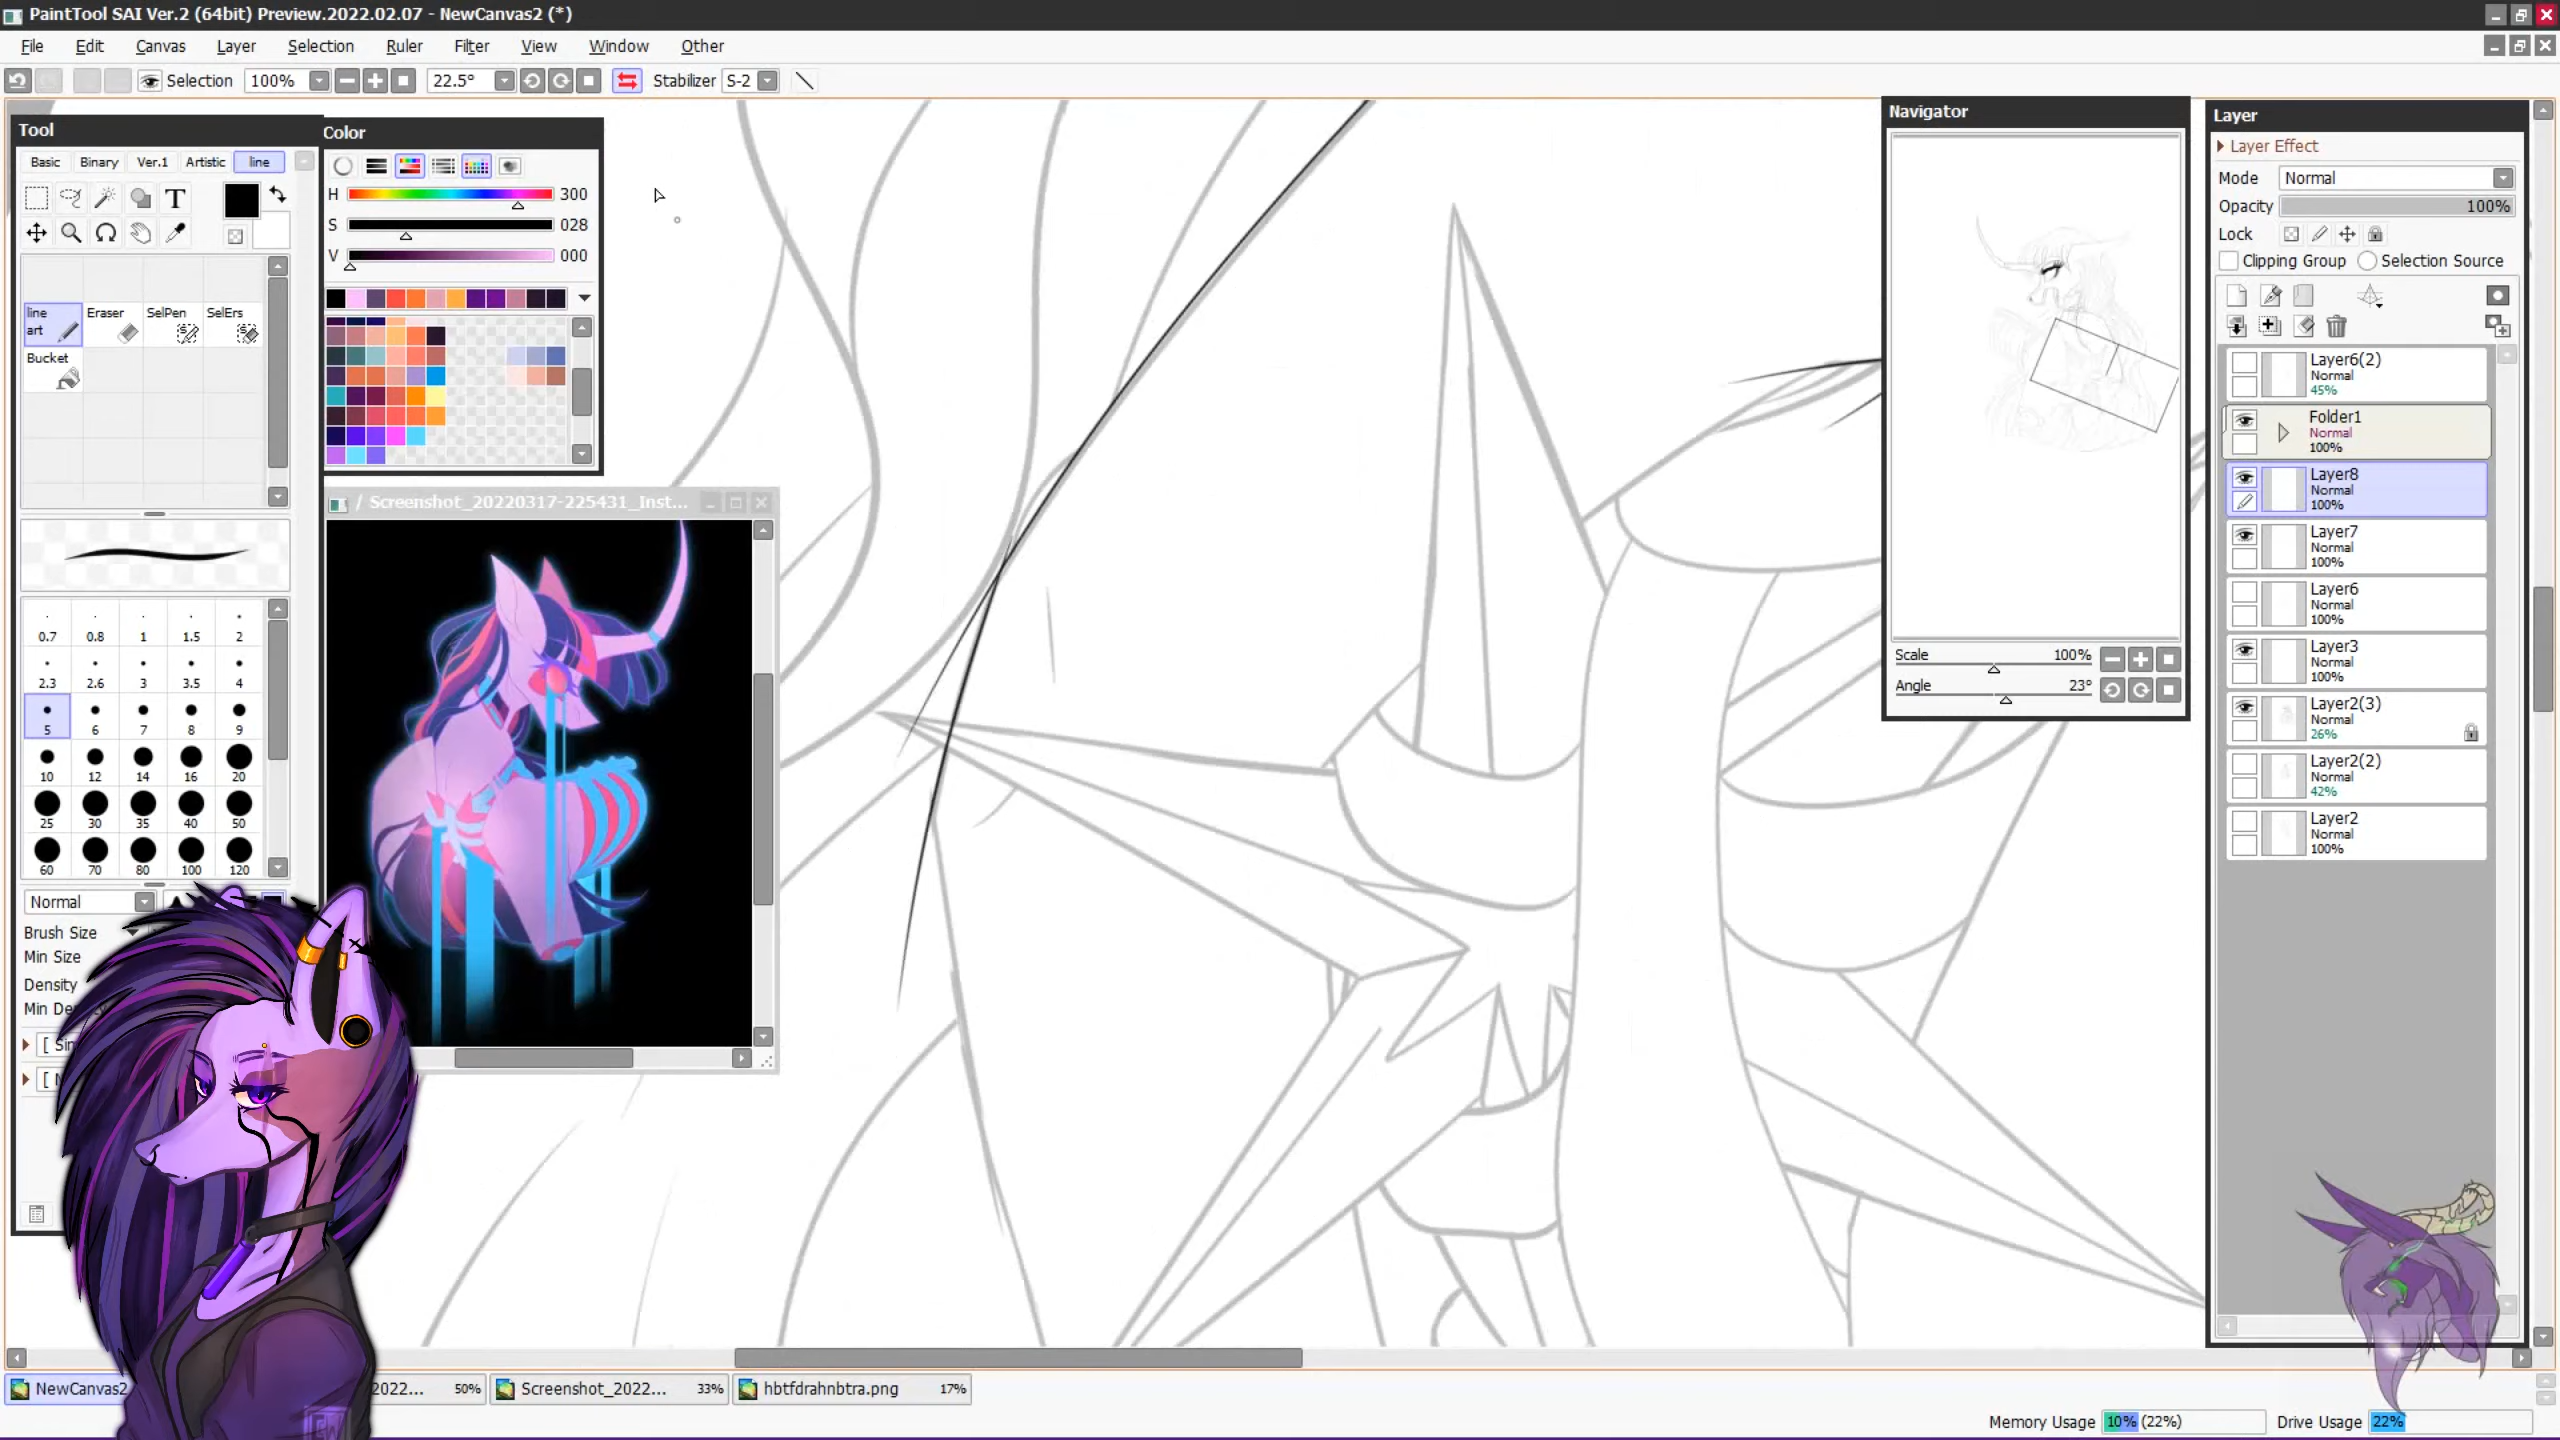 PaintTool SAI Ver.2 (64bit) Preview.2022.02.07 - NewCanvas2 (*)
File Edit Canvas Layer Selection Ruler Filter View Window Other
Selection 100% 22.5° Stabilizer S-2
Tool
Basic Binary Ver.1 Artistic line
T
line art Eraser SelPen SelErs
Bucket
0.7 0.8 1 1.5 2
2.3 2.6 3 3.5 4
5 6 7 8 9
10 12 14 16 20
25 30 35 40 50
60 70 80 100 120
Normal
Brush Size
Min Size
Density
Color
H 300
S 028
V 000
/ Screenshot_20220317-225431_Inst...
Navigator
Scale 100%
Angle 23°
Layer
Layer Effect
Mode Normal
Opacity 100%
Lock
Clipping Group Selection Source
Layer6(2)
Normal
45%
Folder1
Normal
100%
Layer8
Normal
100%
Layer7
Normal
100%
Layer6
Normal
100%
Layer3
Normal
100%
Layer2(3)
Normal
26%
Layer2(2)
Normal
42%
Layer2
Normal
100%
NewCanvas2 2022... 50% Screenshot_2022... 33% hbtfdrahnbtra.png 17%
Memory Usage 10% (22%) Drive Usage 22%